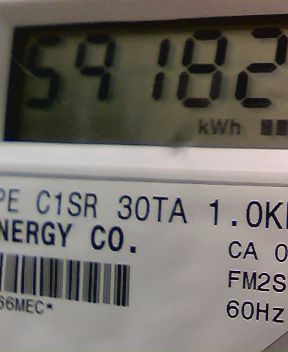 59182
kWh
PE C1SR 30TA 1.0K
NERGY CO.
CA 0
FM2S
66MEC*
60Hz